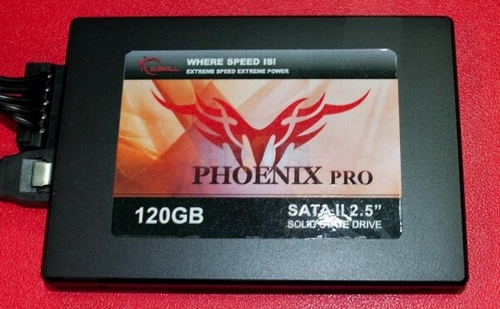 G.SKILL
WHERE SPEED IS!
EXTREME SPEED EXTREME POWER
PHOENIX PRO
120GB
SATA-II 2.5”
SOLID STATE DRIVE